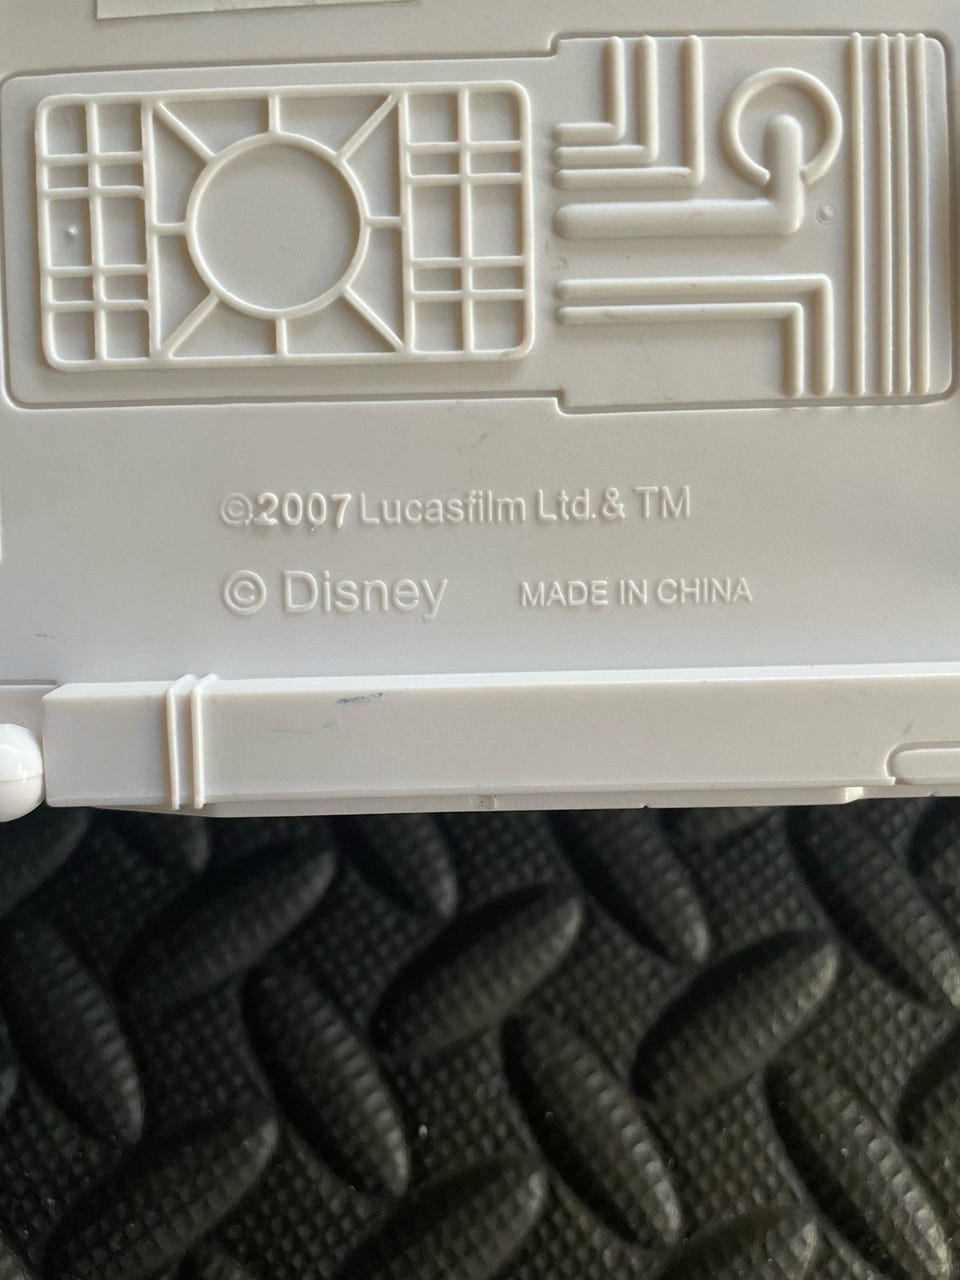 ©2007 Lucasfilm Ltd. & TM
© Disney MADE IN CHINA